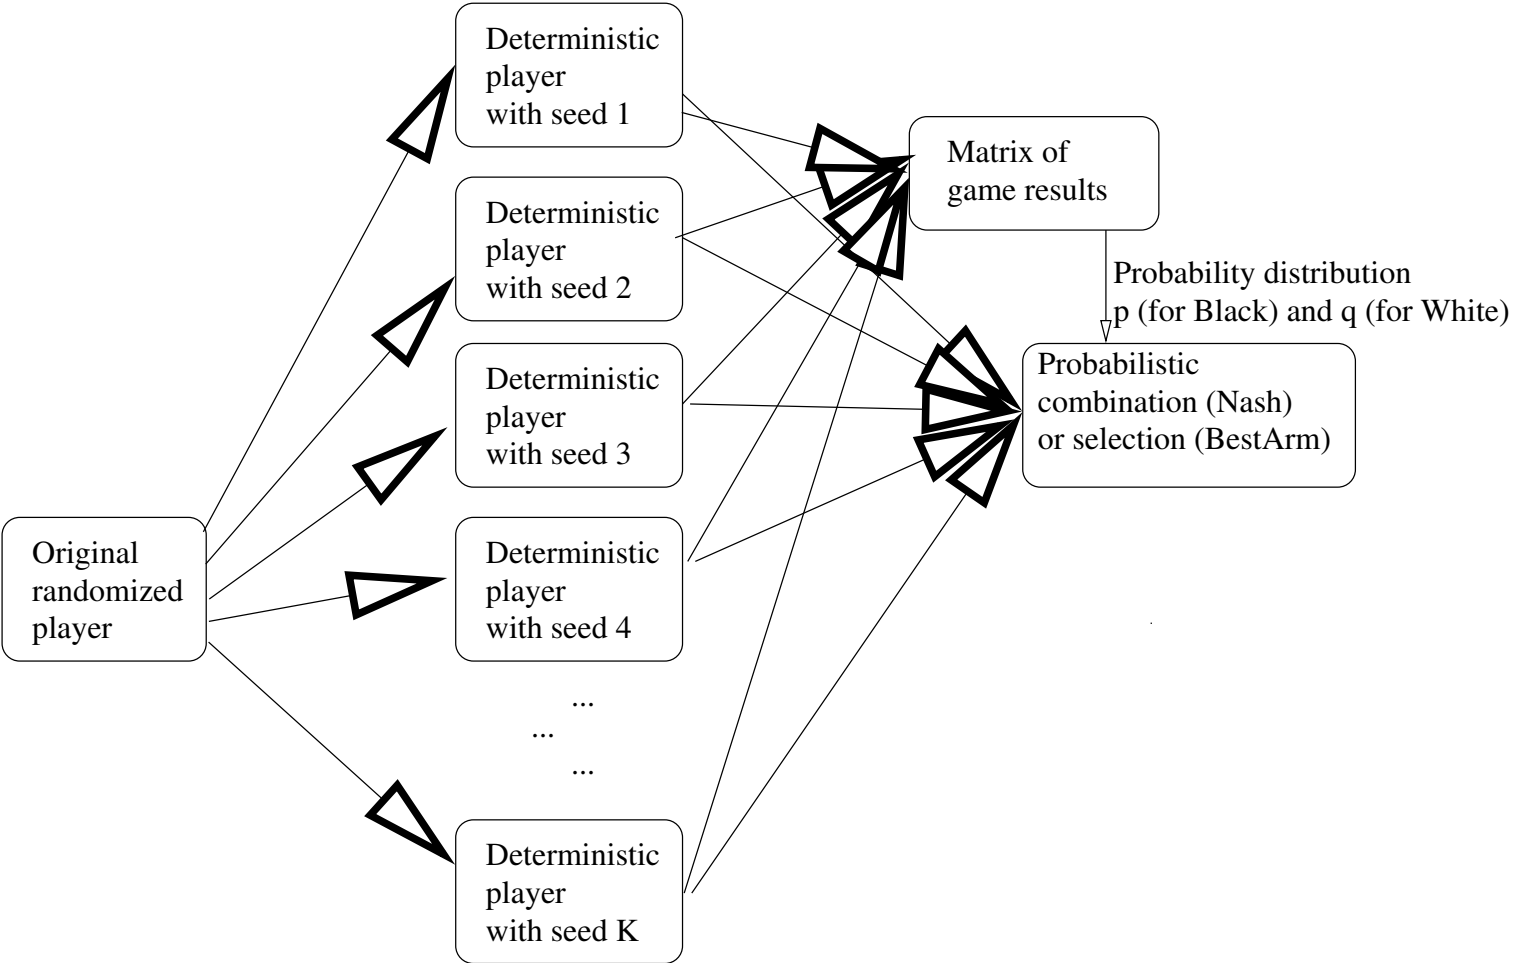 Deterministic
player
with seed 1
Deterministic
player
with seed 2
Deterministic
player
with seed 3
Deterministic
player
with seed 4
...
...
...
Deterministic
player
with seed K
Original
randomized
player
Matrix of
game results
Probability distribution
p (for Black) and q (for White)
Probabilistic
combination (Nash)
or selection (BestArm)